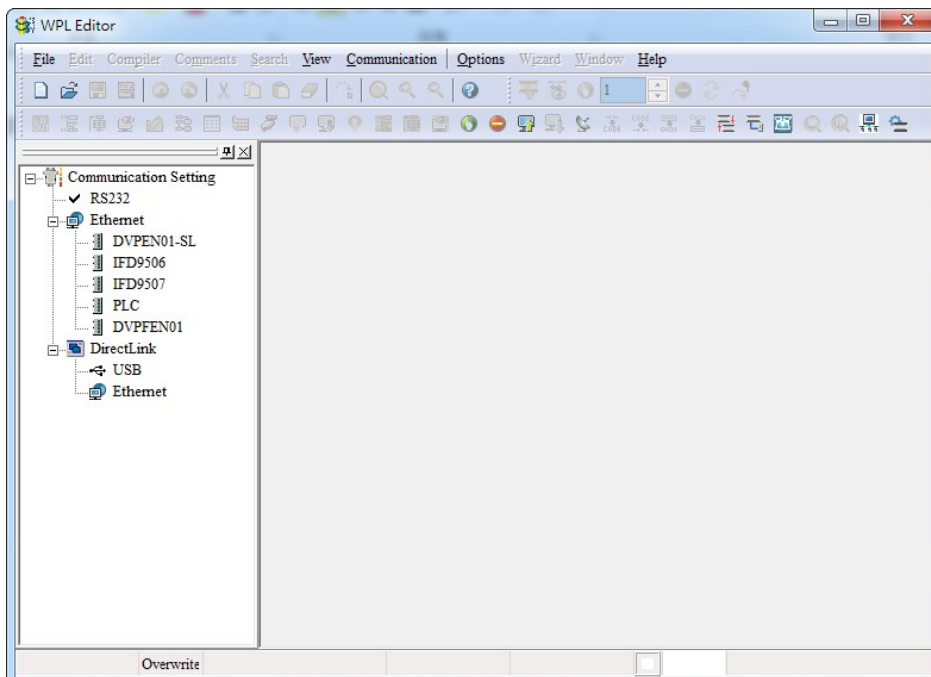 WPL Editor
File Edit Compiler Comments Search View Communication Options Wizard Window Help
1
Communication Setting
RS232
Ethernet
DVPEN01-SL
IFD9506
IFD9507
PLC
DVPFEN01
DirectLink
USB
Ethernet
Overwrite